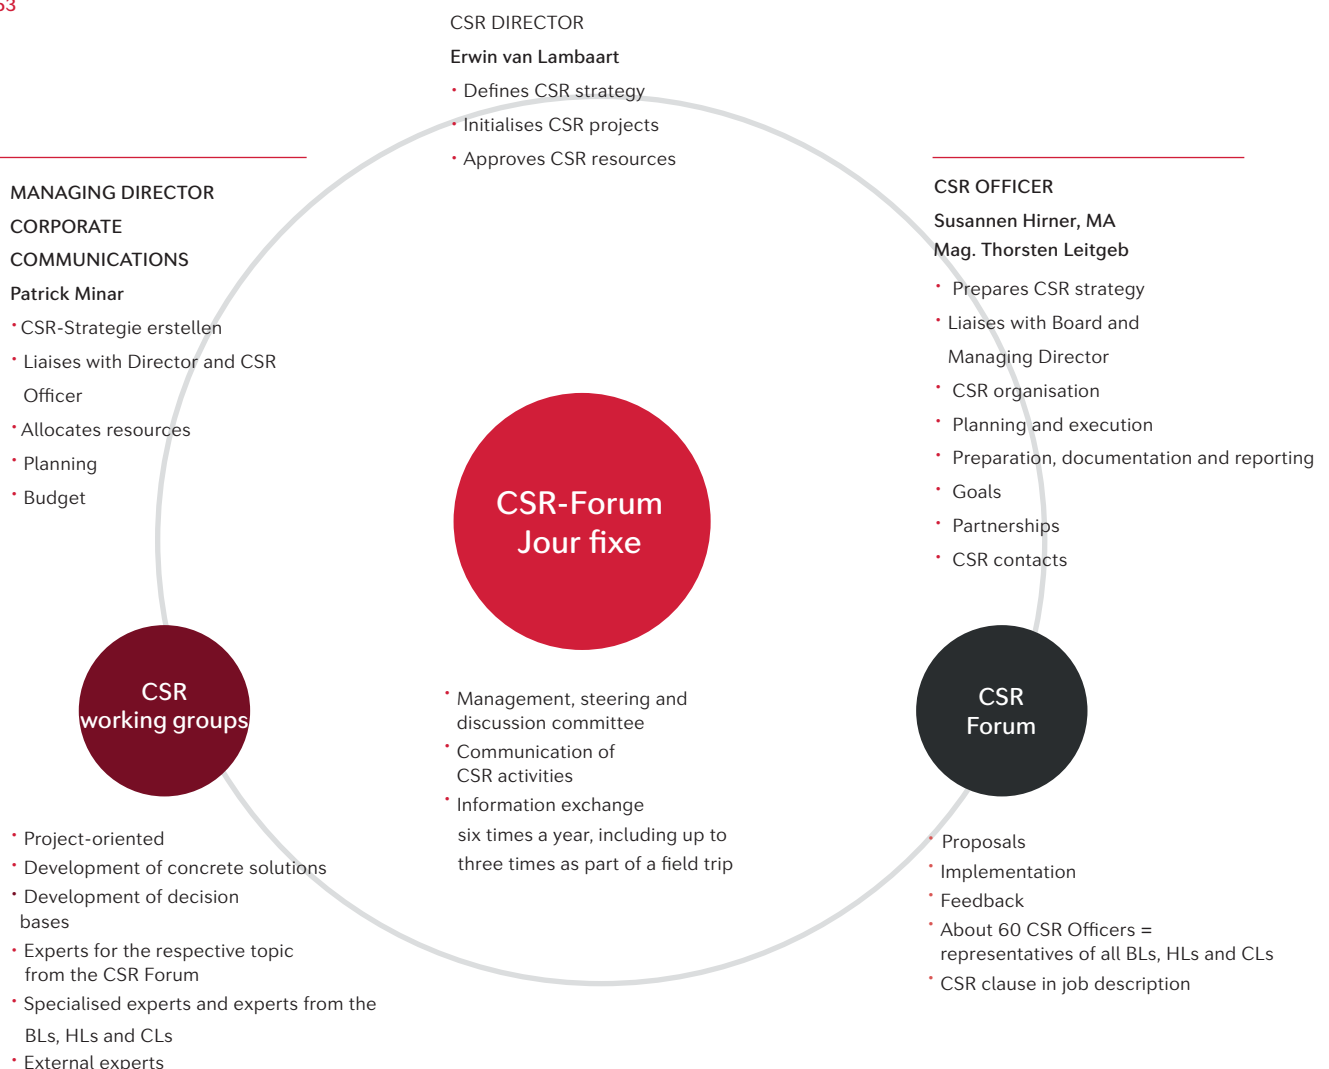 53
CSR DIRECTOR
Erwin van Lambaart
· Defines CSR strategy
· Initialises CSR projects
· Approves CSR resources
MANAGING DIRECTOR
CORPORATE
COMMUNICATIONS
Patrick Minar
· CSR-Strategie erstellen
· Liaises with Director and CSR
Officer
· Allocates resources
· Planning
· Budget
CSR OFFICER
Susannen Hirner, MA
Mag. Thorsten Leitgeb
· Prepares CSR strategy
· Liaises with Board and
Managing Director
· CSR organisation
· Planning and execution
· Preparation, documentation and reporting
· Goals
· Partnerships
· CSR contacts
CSR-Forum
Jour fixe
· Management, steering and
discussion committee
· Communication of
CSR activities
· Information exchange
six times a year, including up to
three times as part of a field trip
CSR
working groups
· Project-oriented
· Development of concrete solutions
· Development of decision
bases
· Experts for the respective topic
from the CSR Forum
· Specialised experts and experts from the
BLs, HLs and CLs
· External experts
CSR
Forum
· Proposals
· Implementation
· Feedback
· About 60 CSR Officers =
representatives of all BLs, HLs and CLs
· CSR clause in job description